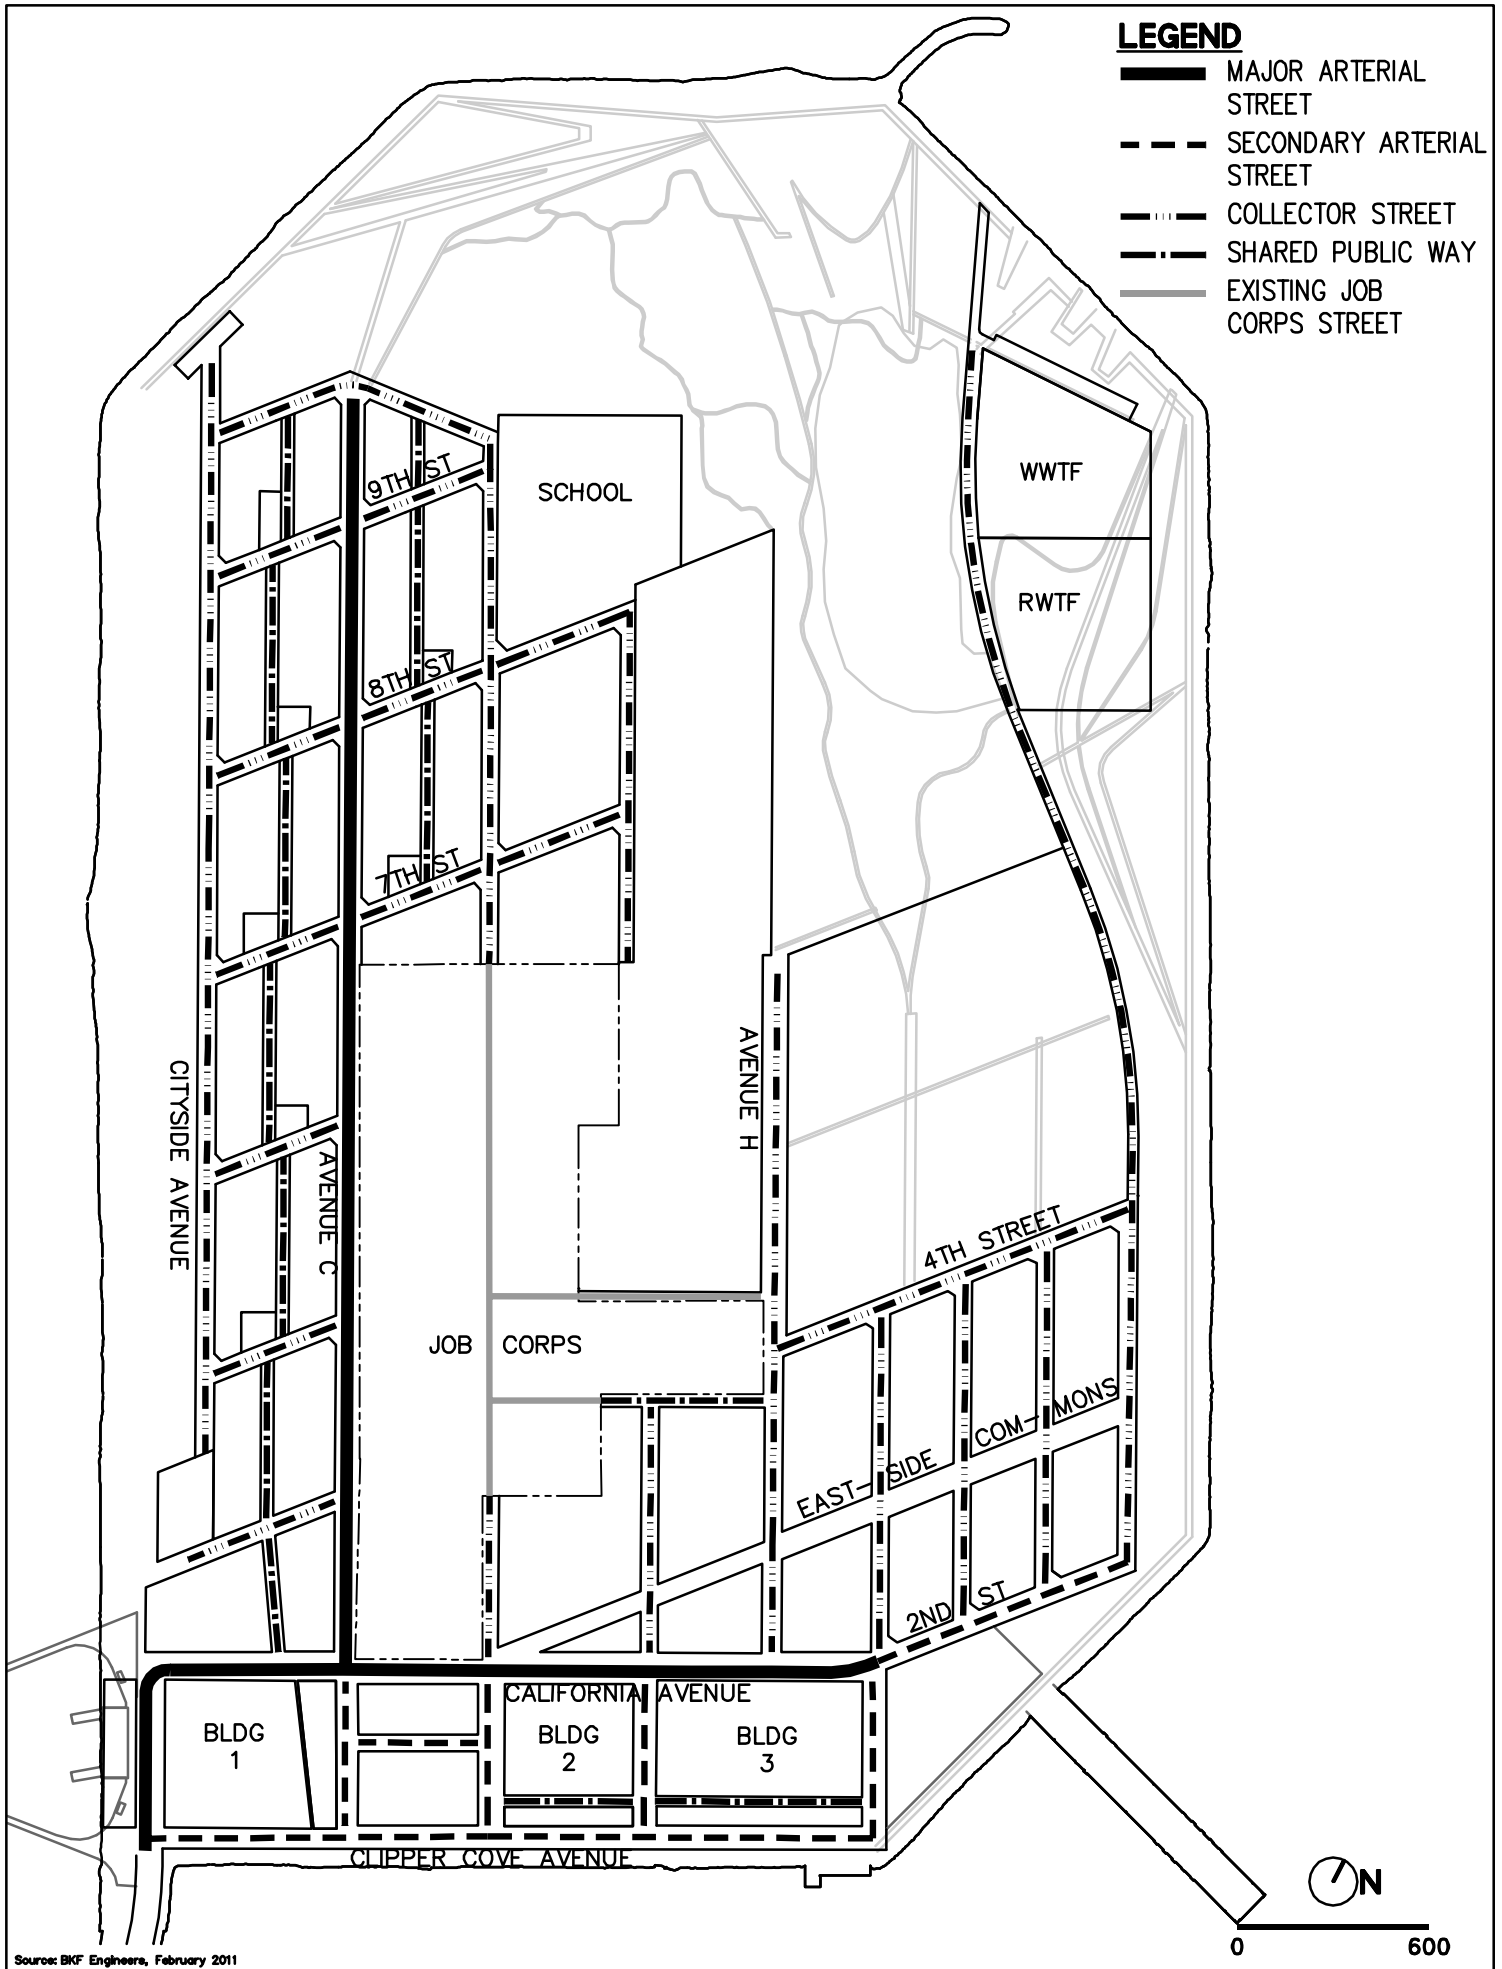 LEGEND
MAJOR ARTERIAL
STREET
SECONDARY ARTERIAL
STREET
COLLECTOR STREET
SHARED PUBLIC WAY
EXISTING JOB
CORPS STREET
WWTF
9TH ST
SCHOOL
RWTF
8TH ST
7TH ST
AVENUE H
CITYSIDE AVENUE
AVENUE C
4TH STREET
JOB CORPS
EAST- SIDE COM- MONS
2ND ST
CALIFORNIA AVENUE
BLDG
1
BLDG
2
BLDG
3
CLIPPER COVE AVENUE
N
0 600
Source: BKF Engineers, February 2011